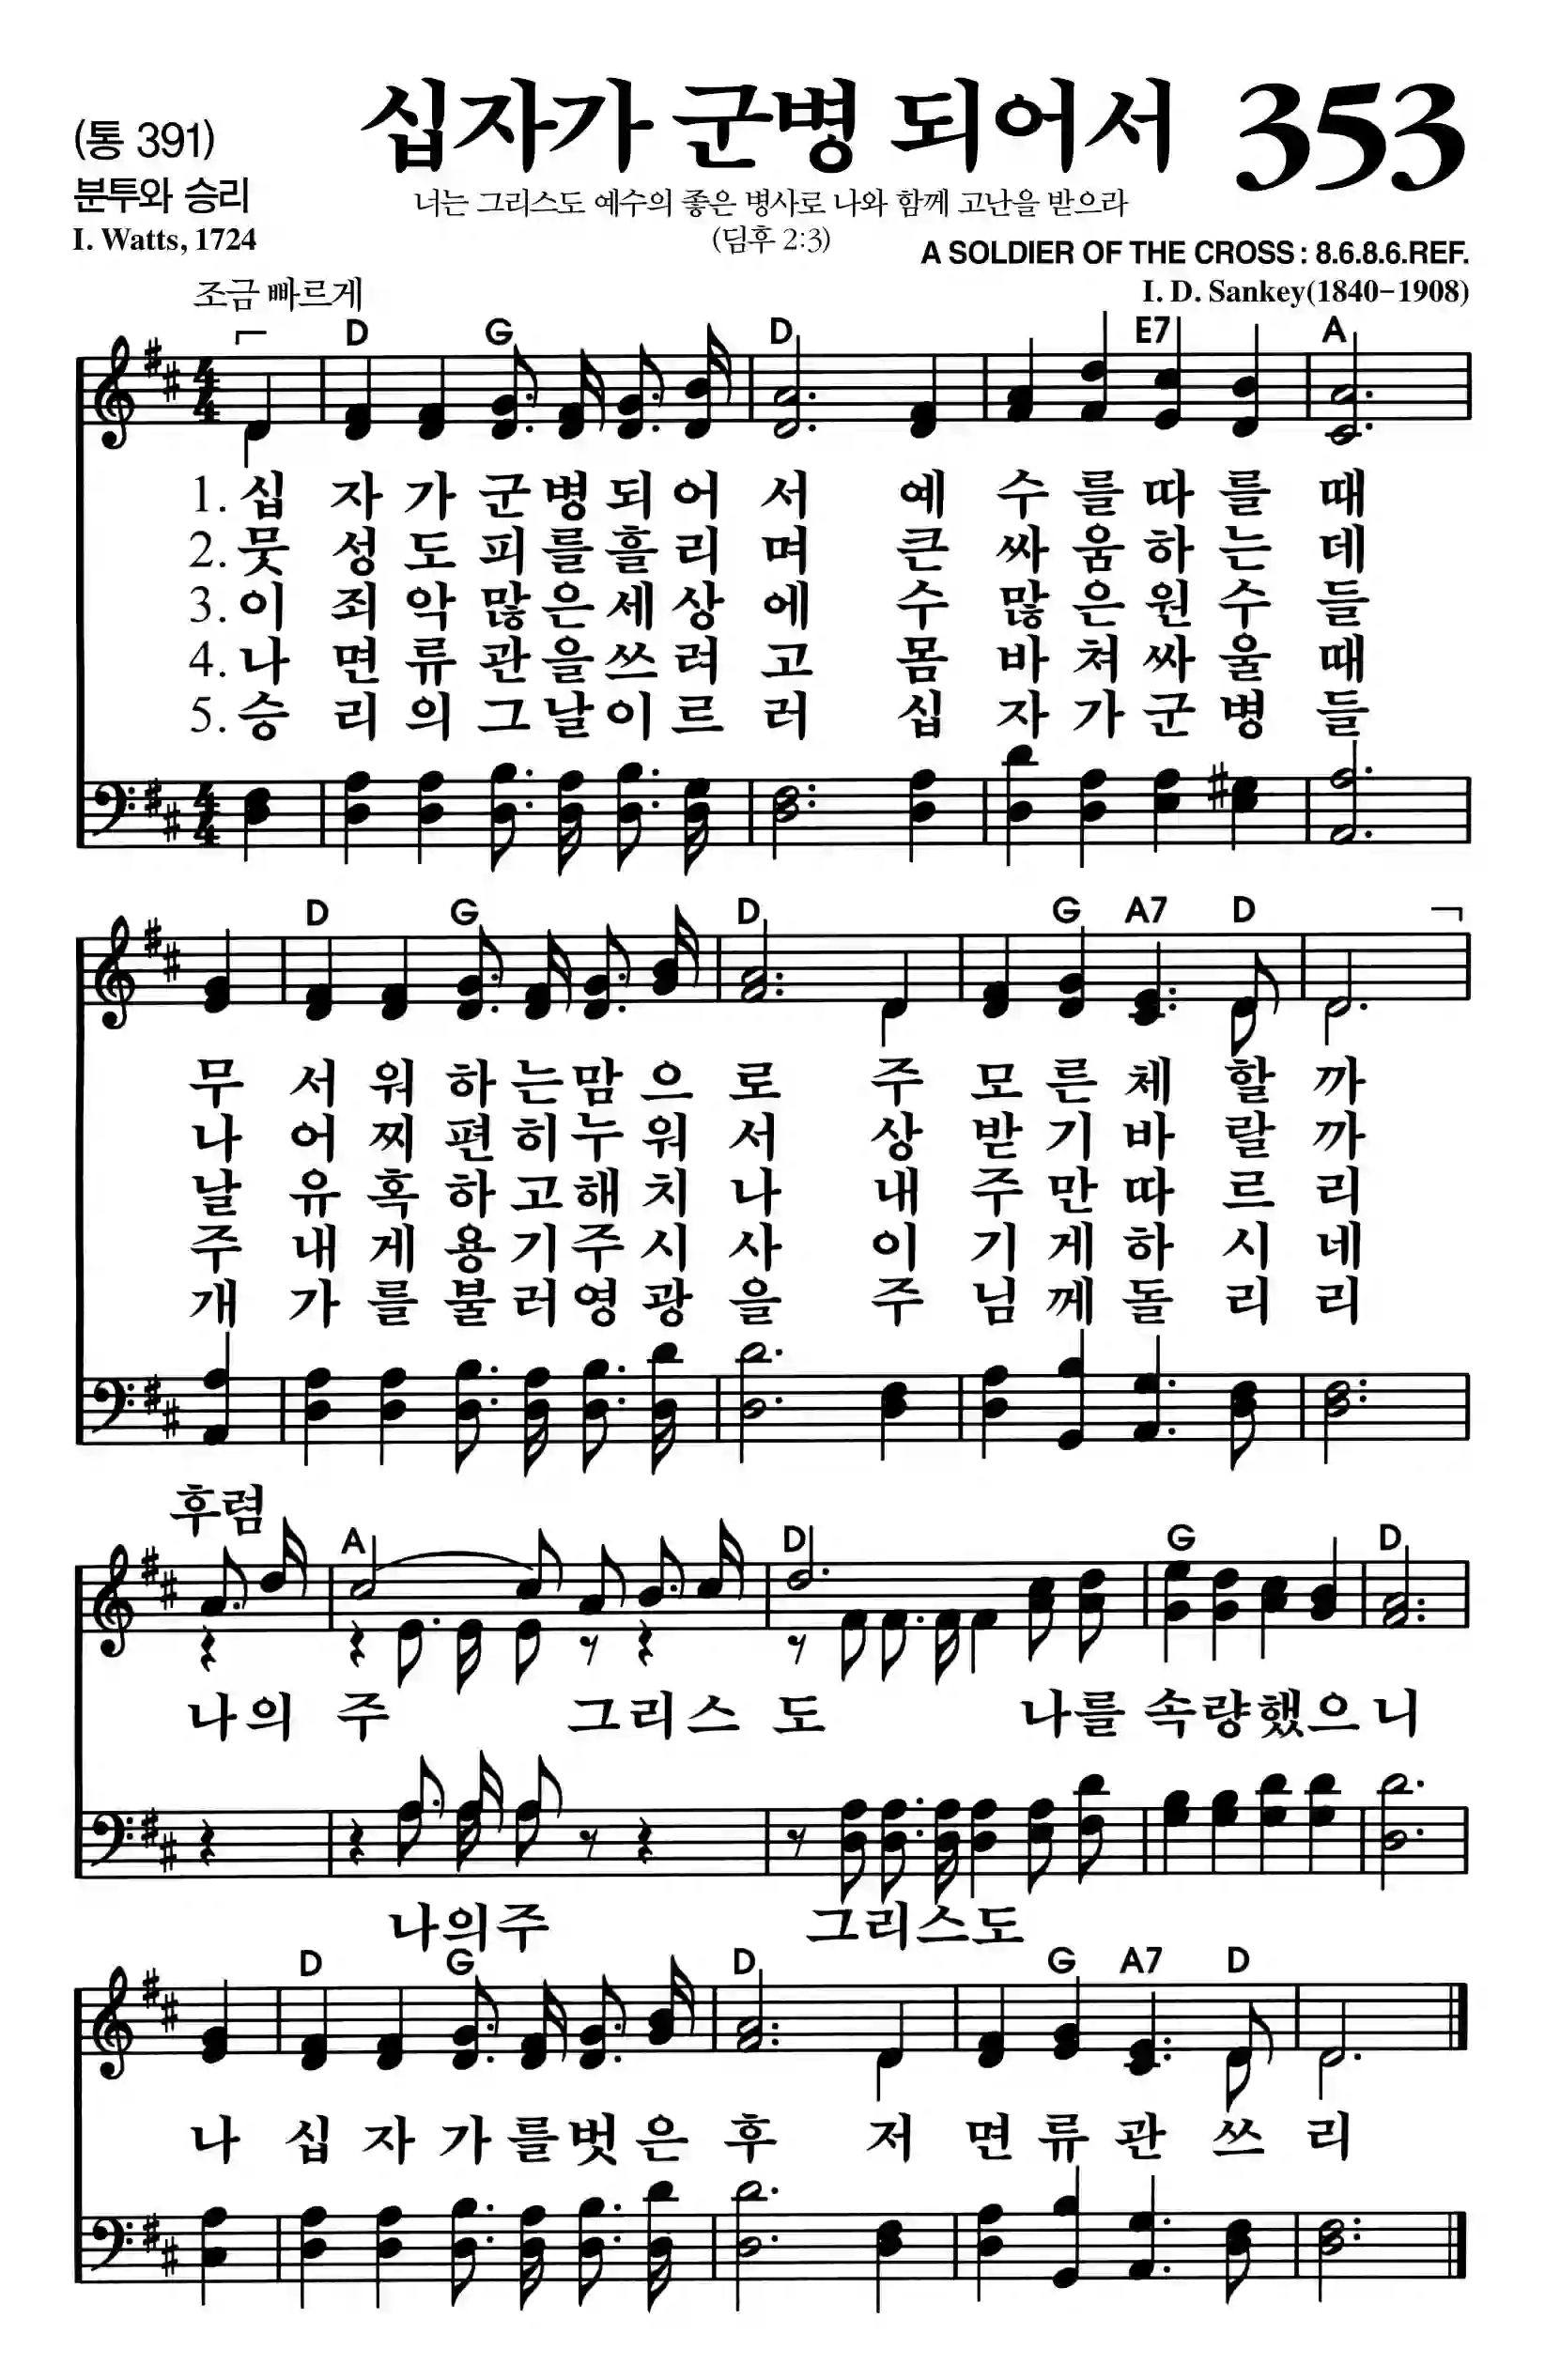 (통 391)
십자가 군병 되어서 353
분투와 승리
너는 그리스도 예수의 좋은 병사로 나와 함께 고난을 받으라
I. Watts, 1724
(딤후 2:3)
A SOLDIER OF THE CROSS : 8.6.8.6.REF.
조금 빠르게
I. D. Sankey(1840-1908)
D G D E7 A
1. 십 자 가 군 병 되 어 서 예 수 를 따 를 때
2. 뭇 성 도 피 를 흘 리 며 큰 싸 움 하 는 데
3. 이 죄 악 많 은 세 상 에 수 많 은 원 수 들
4. 나 면 류 관 을 쓰 려 고 몸 바 쳐 싸 울 때
5. 승 리 의 그 날 이 르 러 십 자 가 군 병 들
D G D G A7 D
무 서 워 하 는 맘 으 로 주 모 른 체 할 까
나 어 찌 편 히 누 워 서 상 받 기 바 랄 까
날 유 혹 하 고 해 치 나 내 주 만 따 르 리
주 내 게 용 기 주 시 사 이 기 게 하 시 네
개 가 를 불 러 영 광 을 주 님 께 돌 리 리
후렴
A D G D
나의 주 그리스 도 나를 속량했으 니
나의주 그리스도
D G D G A7 D
나 십 자 가 를 벗 은 후 저 면 류 관 쓰 리